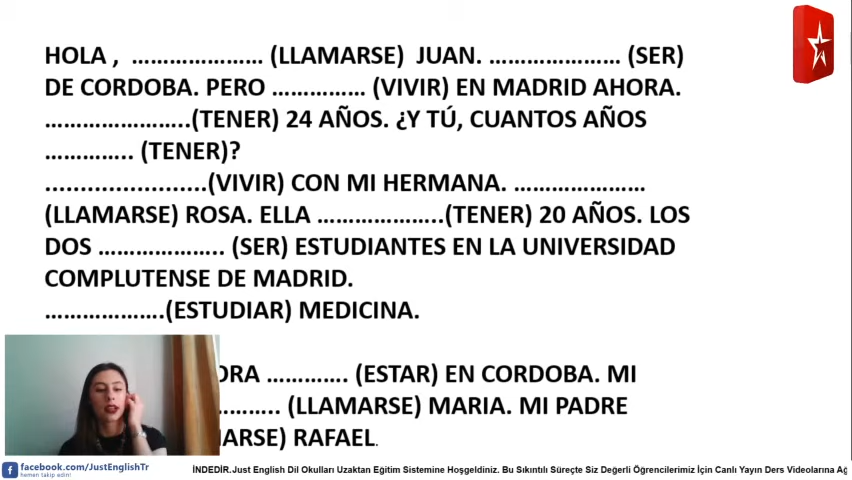 HOLA , ………………… (LLAMARSE) JUAN. ………………… (SER)
DE CORDOBA. PERO …………… (VIVIR) EN MADRID AHORA.
…………………..(TENER) 24 AÑOS. ¿Y TÚ, CUANTOS AÑOS
………….. (TENER)?
.......................(VIVIR) CON MI HERMANA. …………………
(LLAMARSE) ROSA. ELLA ………………..(TENER) 20 AÑOS. LOS
DOS ……………….. (SER) ESTUDIANTES EN LA UNIVERSIDAD
COMPLUTENSE DE MADRID.
……………….(ESTUDIAR) MEDICINA.
…………. (ESTAR) EN CORDOBA. MI
……….. (LLAMARSE) MARIA. MI PADRE
RAFAEL.
facebook.com/JustEnglishTr
hemen takip edin!
İNDEDİR.Just English Dil Okulları Uzaktan Eğitim Sistemine Hoşgeldiniz. Bu Sıkıntılı Süreçte Siz Değerli Öğrencilerimiz İçin Canlı Yayın Ders Videolarına